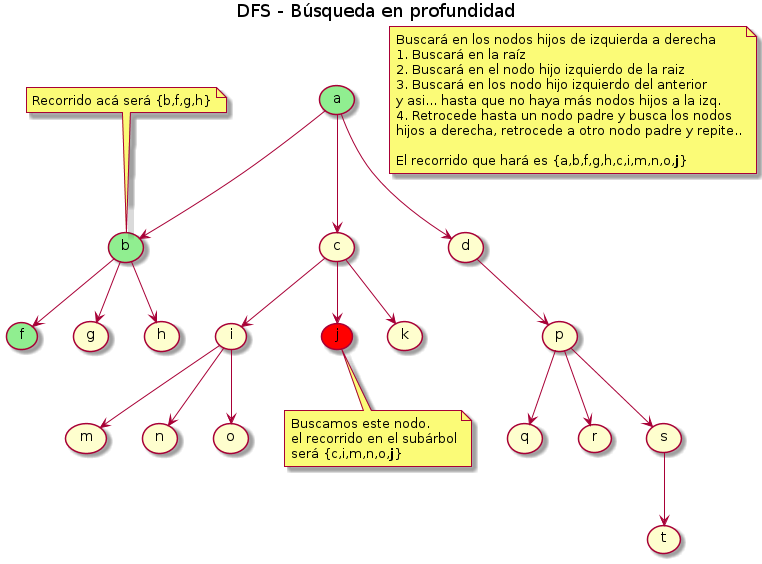 DFS - Búsqueda en profundidad
Buscará en los nodos hijos de izquierda a derecha
1. Buscará en la raíz
2. Buscará en el nodo hijo izquierdo de la raiz
3. Buscará en los nodo hijo izquierdo del anterior
y asi... hasta que no haya más nodos hijos a la izq.
4. Retrocede hasta un nodo padre y busca los nodos
hijos a derecha, retrocede a otro nodo padre y repite..
El recorrido que hará es {a,b,f,g,h,c,i,m,n,o,j}
Recorrido acá será {b,f,g,h}
a
b
c
d
f
g
h
i
j
k
p
m
n
o
Buscamos este nodo.
el recorrido en el subárbol
será {c,i,m,n,o,j}
q
r
s
t